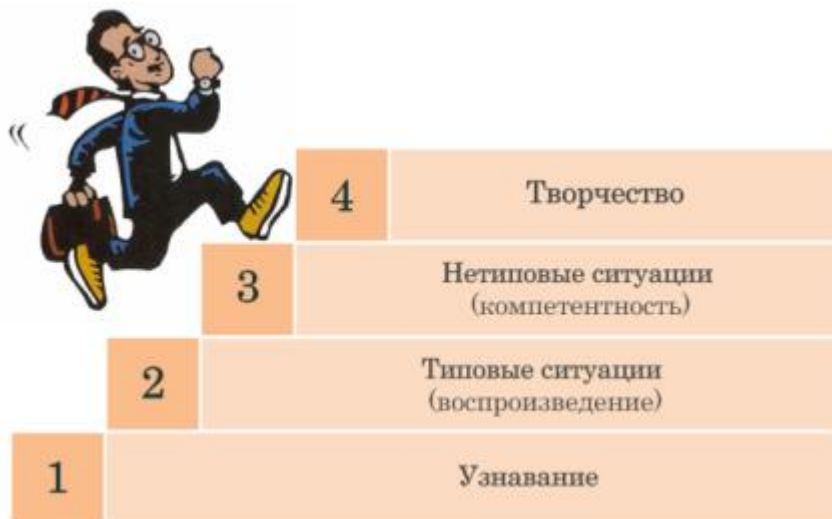 4
Творчество
3
Нетиповые ситуации
(компетентность)
2
Типовые ситуации
(воспроизведение)
1
Узнавание